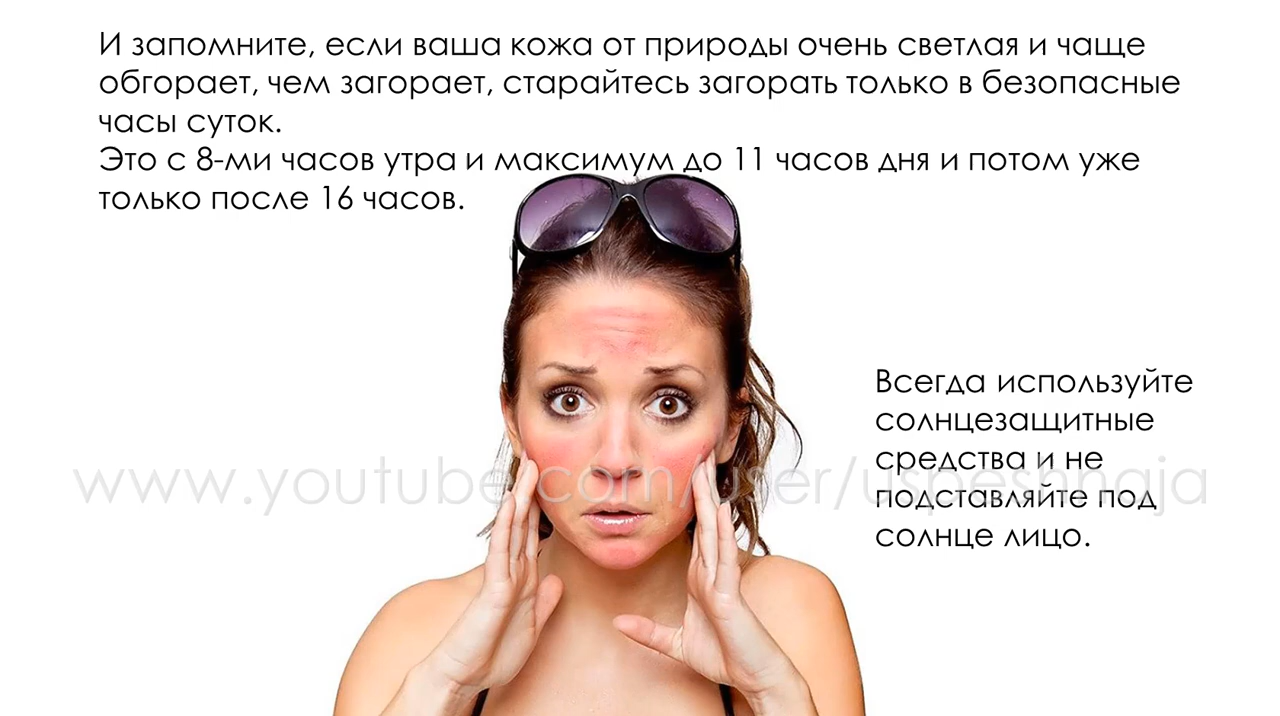 И запомните, если ваша кожа от природы очень светлая и чаще
обгорает, чем загорает, старайтесь загорать только в безопасные
часы суток.
Это с 8-ми часов утра и максимум до 11 часов дня и потом уже
только после 16 часов.
Всегда используйте
солнцезащитные
средства и не
подставляйте под
солнце лицо.
www.youtube.com/user/uspeshnaja